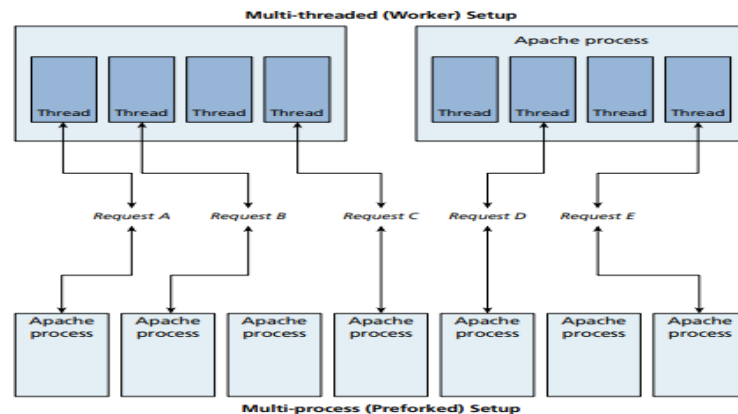 Multi-threaded (Worker) Setup
Apache process
Thread Thread Thread Thread Thread Thread Thread Thread
Request A Request B Request C Request D Request E
Apache Apache Apache Apache Apache Apache Apache
process process process process process process process
Multi-process (Preforked) Setup